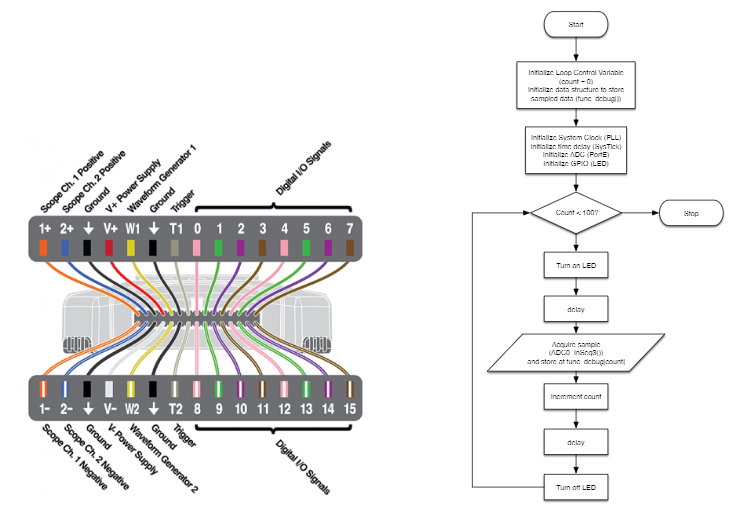 Scope Ch. 1 Positive
Scope Ch. 2 Positive
Ground
V+ Power Supply
Waveform Generator 1
Ground
Trigger
Digital I/O Signals
1+ 2+ V+ W1 T1 0 1 2 3 4 5 6 7
1- 2- V- W2 T2 8 9 10 11 12 13 14 15
Scope Ch. 1 Negative
Scope Ch. 2 Negative
Ground
V- Power Supply
Waveform Generator 2
Ground
Trigger
Digital I/O Signals
Start
Initialize Loop Control Variable
(count = 0)
Initialize data structure to store
sampled data (func_debug[])
Initialize System Clock (PLL)
Initialize time delay (SysTick)
Initialize ADC (PortE)
Initialize GPIO (LED)
Count < 100?
Stop
Turn on LED
delay
Acquire sample
(ADC0_InSeq3())
and store at func_debug[count]
Increment count
delay
Turn off LED